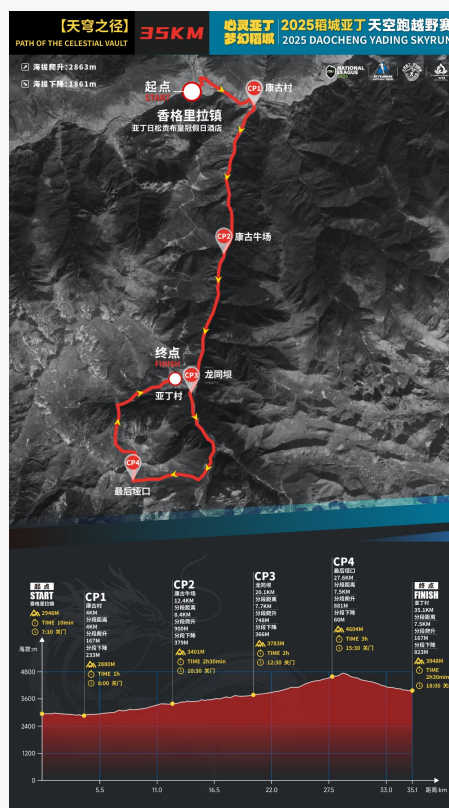 【天穹之径】
PATH OF THE CELESTIAL VAULT
35KM
心灵亚丁
梦幻稻城
2025稻城亚丁天空跑越野赛
2025 DAOCHENG YADING SKYRUN
海拔爬升:2863m
海拔下降:1861m
NATIONAL
LEAGUE
起点
START
香格里拉镇
亚丁日松贡布皇冠假日酒店
CP1
康古村
CP2
康古牛场
终点
FINISH
CP3
龙同坝
亚丁村
CP4
最后垭口
起 点
START
香格里拉镇
2946M
TIME 10min
7:10 关门
CP1
康古村
4KM
分段距离
4KM
分段爬升
167M
分段下降
233M
2880M
TIME 1h
8:00 关门
CP2
康古牛场
12.4KM
分段距离
8.4KM
分段爬升
900M
分段下降
379M
3401M
TIME 2h30min
10:30 关门
CP3
龙同坝
20.1KM
分段距离
7.7KM
分段爬升
748M
分段下降
366M
3783M
TIME 2h
12:30 关门
CP4
最后垭口
27.6KM
分段距离
7.5KM
分段爬升
881M
分段下降
60M
4604M
TIME 3h
15:30 关门
终 点
FINISH
亚丁村
35.1KM
分段距离
7.5KM
分段爬升
167M
分段下降
823M
3948M
TIME
2h30min
18:00 关门
海拔:m
4800
3600
2400
1200
0
5.5
11.0
16.5
22.0
27.5
33.0
35.1
距离:km